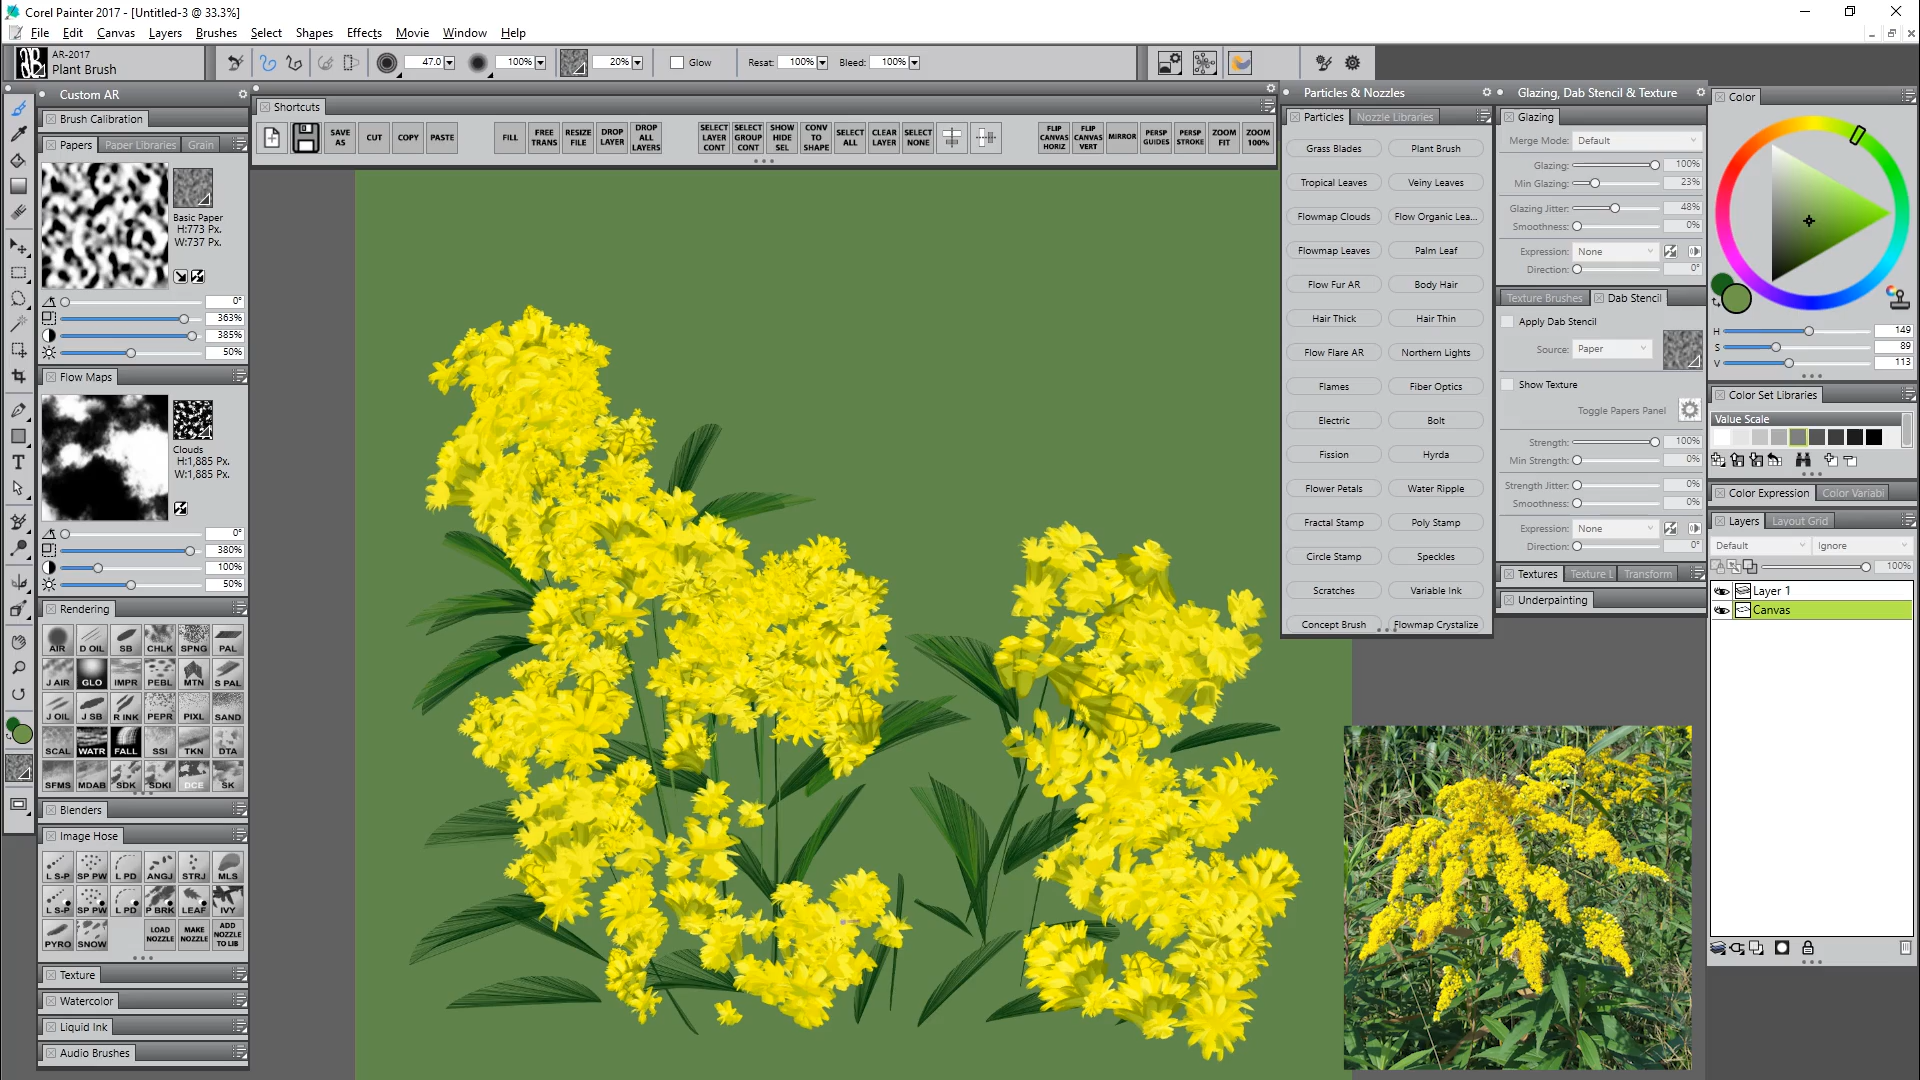 Corel Painter 2017 - [Untitled-3 @ 33.3%]
File Edit Canvas Layers Brushes Select Shapes Effects Movie Window Help
AR-2017
Plant Brush
47.0 100% 20% Glow Resat: 100% Bleed: 100%
Custom AR
Brush Calibration
Papers Paper Libraries Grain
Basic Paper
H:773 Px.
W:737 Px.
0°
363%
385%
50%
Flow Maps
Clouds
H:1,885 Px.
W:1,885 Px.
0°
380%
100%
50%
Rendering
AIR D OIL SB CHLK SPNG PAL
J AIR GLO IMPR PEBL MTN S PAL
J OIL J SB R INK PEPR PIXL SAND
SCAL WATR FALL SSI TKN DTA
SFMS MDAB SDK SDKI DCE SK
Blenders
Image Hose
L S-P SP PW L PD ANGJ STRJ MLS
L S-P SP PW L PD P BRK LEAF IVY
PYRO SNOW LOAD NOZZLE MAKE NOZZLE ADD NOZZLE TO LIB
Texture
Watercolor
Liquid Ink
Audio Brushes
Shortcuts
SAVE AS CUT COPY PASTE FILL FREE TRANS RESIZE FILE DROP LAYER DROP ALL LAYERS SELECT LAYER CONT SELECT GROUP CONT SHOW HIDE SEL CONV TO SHAPE SELECT ALL CLEAR LAYER SELECT NONE FLIP CANVAS HORIZ FLIP CANVAS VERT MIRROR PERSP GUIDES PERSP STROKE ZOOM FIT ZOOM 100%
Particles & Nozzles
Particles Nozzle Libraries
Grass Blades Plant Brush
Tropical Leaves Veiny Leaves
Flowmap Clouds Flow Organic Lea...
Flowmap Leaves Palm Leaf
Flow Fur AR Body Hair
Hair Thick Hair Thin
Flow Flare AR Northern Lights
Flames Fiber Optics
Electric Bolt
Fission Hyrda
Flower Petals Water Ripple
Fractal Stamp Poly Stamp
Circle Stamp Speckles
Scratches Variable Ink
Concept Brush Flowmap Crystalize
Glazing, Dab Stencil & Texture
Glazing
Merge Mode: Default
Glazing: 100%
Min Glazing: 23%
Glazing Jitter: 48%
Smoothness: 0%
Expression: None
Direction: 0°
Texture Brushes Dab Stencil
Apply Dab Stencil
Source: Paper
Show Texture
Toggle Papers Panel
Strength: 100%
Min Strength: 0%
Strength Jitter: 0%
Smoothness: 0%
Expression: None
Direction: 0°
Textures Texture L Transform
Underpainting
Color
H 149
S 89
V 113
Color Set Libraries
Value Scale
Color Expression Color Variabi
Layers Layout Grid
Default Ignore
100%
Layer 1
Canvas